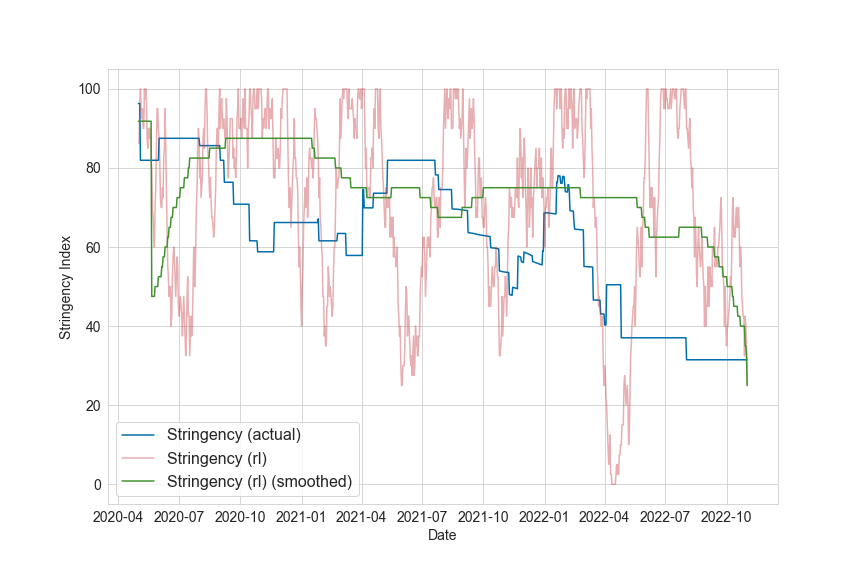 100
80
60
40
20
0
Stringency Index
Stringency (actual)
Stringency (rl)
Stringency (rl) (smoothed)
2020-04 2020-07 2020-10 2021-01 2021-04 2021-07 2021-10 2022-01 2022-04 2022-07 2022-10
Date